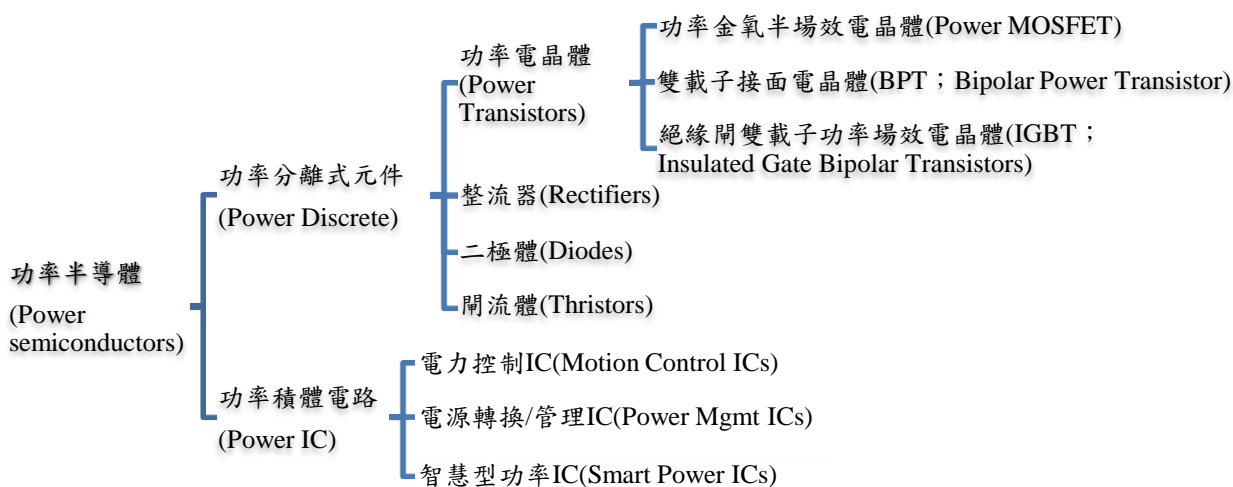 功率半導體
(Power
semiconductors)
功率分離式元件
(Power Discrete)
功率電晶體
(Power
Transistors)
功率金氧半場效電晶體(Power MOSFET)
雙載子接面電晶體(BPT；Bipolar Power Transistor)
絕緣閘雙載子功率場效電晶體(IGBT；
Insulated Gate Bipolar Transistors)
整流器(Rectifiers)
二極體(Diodes)
閘流體(Thristors)
功率積體電路
(Power IC)
電力控制IC(Motion Control ICs)
電源轉換/管理IC(Power Mgmt ICs)
智慧型功率IC(Smart Power ICs)